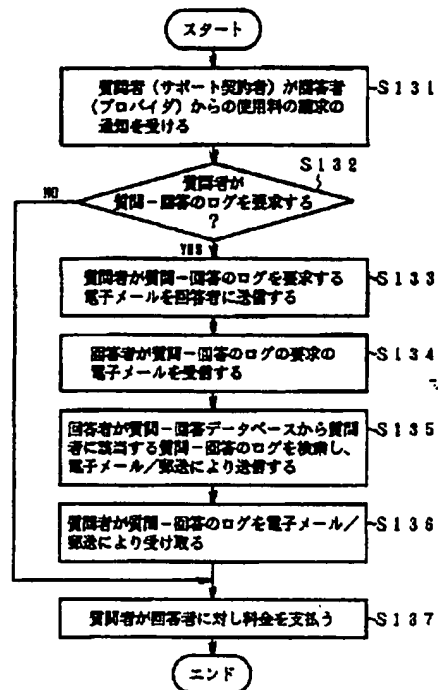 スタート
質問者(サポート契約者)が回答者
(プロバイダ)からの使用料の請求の
通知を受ける
S131
S132
質問者が
質問−回答のログを要求する
?
NO
YES
質問者が質問−回答のログを要求する
電子メールを回答者に送信する
S133
回答者が質問−回答のログの要求の
電子メールを受信する
S134
回答者が質問−回答データベースから質問
者に該当する質問−回答のログを検索し、
電子メール/郵送により送信する
S135
質問者が質問−回答のログを電子メール/
郵送により受け取る
S136
質問者が回答者に対し料金を支払う
S137
エンド